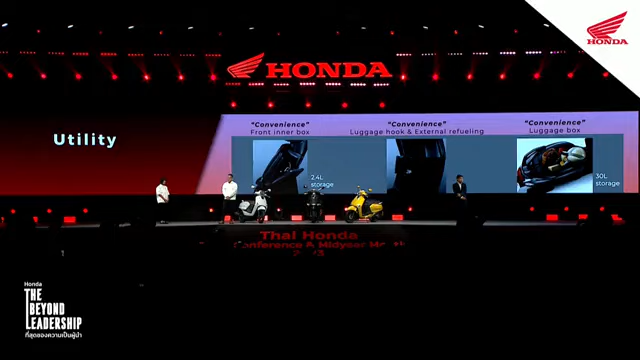 HONDA
HONDA
Utility
"Convenience"
Front inner box
"Convenience"
Luggage hook & External refueling
"Convenience"
Luggage box
2.4L
storage
30L
storage
Thai Honda
Conference & Midyear
Honda
THE
BEYOND
LEADERSHIP
ที่สุดของความเป็นผู้นำ